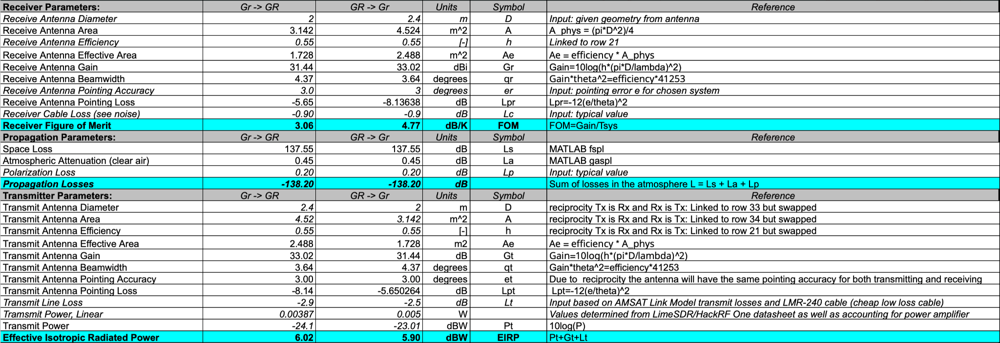 Receiver Parameters: Gr -> GR GR -> Gr Units Symbol Reference
Receive Antenna Diameter 2 2.4 m D Input: given geometry from antenna
Receive Antenna Area 3.142 4.524 m^2 A A_phys = (pi*D^2)/4
Receive Antenna Efficiency 0.55 0.55 [-] h Linked to row 21
Receive Antenna Effective Area 1.728 2.488 m^2 Ae Ae = efficiency * A_phys
Receive Antenna Gain 31.44 33.02 dBi Gr Gain=10log(h*(pi*D/lambda)^2)
Receive Antenna Beamwidth 4.37 3.64 degrees qr Gain*theta^2=efficiency*41253
Receive Antenna Pointing Accuracy 3.0 3 degrees er Input: pointing error e for chosen system
Receive Antenna Pointing Loss -5.65 -8.13638 dB Lpr Lpr=-12(e/theta)^2
Receiver Cable Loss (see noise) -0.90 -0.9 dB Lc Input: typical value
Receiver Figure of Merit 3.06 4.77 dB/K FOM FOM=Gain/Tsys
Propagation Parameters: Gr -> GR GR -> Gr Units Symbol Reference
Space Loss 137.55 137.55 dB Ls MATLAB fspl
Atmospheric Attenuation (clear air) 0.45 0.45 dB La MATLAB gaspl
Polarization Loss 0.20 0.20 dB Lp Input: typical value
Propagation Losses -138.20 -138.20 dB Sum of losses in the atmosphere L = Ls + La + Lp
Transmitter Parameters: Gr -> GR GR -> Gr Units Symbol Reference
Transmit Antenna Diameter 2.4 2 m D reciprocity Tx is Rx and Rx is Tx: Linked to row 33 but swapped
Transmit Antenna Area 4.52 3.142 m^2 A reciprocity Tx is Rx and Rx is Tx: Linked to row 34 but swapped
Transmit Antenna Efficiency 0.55 0.55 [-] h reciprocity Tx is Rx and Rx is Tx: Linked to row 21 but swapped
Transmit Antenna Effective Area 2.488 1.728 m2 Ae Ae = efficiency * A_phys
Transmit Antenna Gain 33.02 31.44 dB Gt Gain=10log(h*(pi*D/lambda)^2)
Transmit Antenna Beamwidth 3.64 4.37 degrees qt Gain*theta^2=efficiency*41253
Transmit Antenna Pointing Accuracy 3.00 3.00 degrees et Due to reciprocity the antenna will have the same pointing accuracy for both transmitting and receiving
Transmit Antenna Pointing Loss -8.14 -5.650264 dB Lpt Lpt=-12(e/theta)^2
Transmit Line Loss -2.9 -2.5 dB Lt Input based on AMSAT Link Model transmit losses and LMR-240 cable (cheap low loss cable)
Tramsmit Power, Linear 0.00387 0.005 W Values determined from LimeSDR/HackRF One datasheet as well as accounting for power amplifier
Transmit Power -24.1 -23.01 dBW Pt 10log(P)
Effective Isotropic Radiated Power 6.02 5.90 dBW EIRP Pt+Gt+Lt